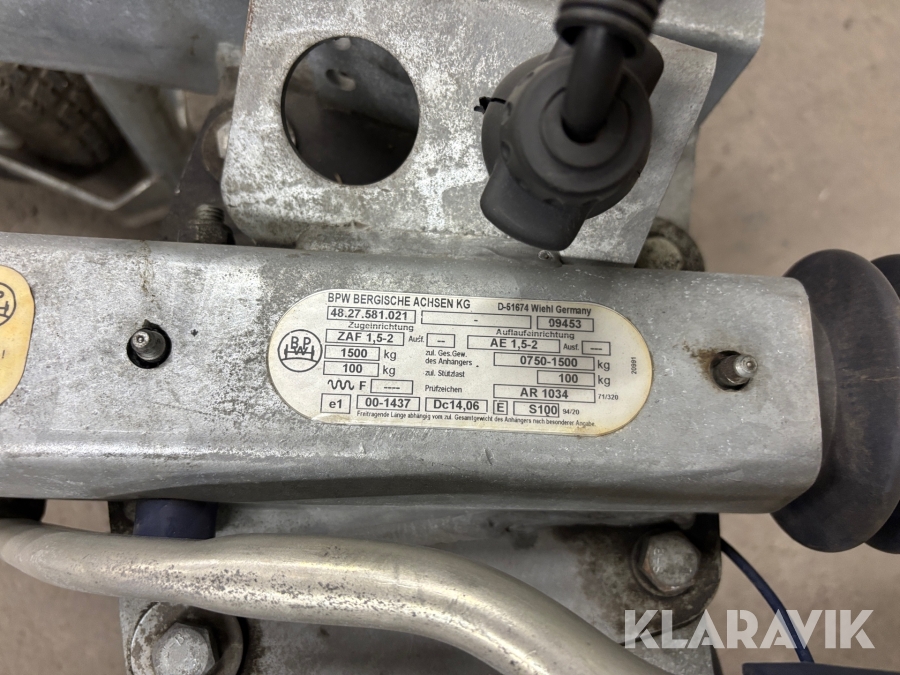 BPW BERGISCHE ACHSEN KG D-51674 Wiehl Germany
48.27.581.021 - 09453
Zugeinrichtung Auflaufeinrichtung
ZAF 1,5-2 Ausf. -- AE 1,5-2 Ausf. ---
1500 kg zul. Ges.Gew. des Anhängers 0750-1500 kg
100 kg zul. Stützlast 100 kg
F ---- Prüfzeichen AR 1034 71/320
e1 00-1437 Dc14,06 E S100 94/20
Freitragende Länge abhängig vom zul. Gesamtgewicht des Anhängers nach besonderer Angabe.
20991
BPW
KLARAVIK